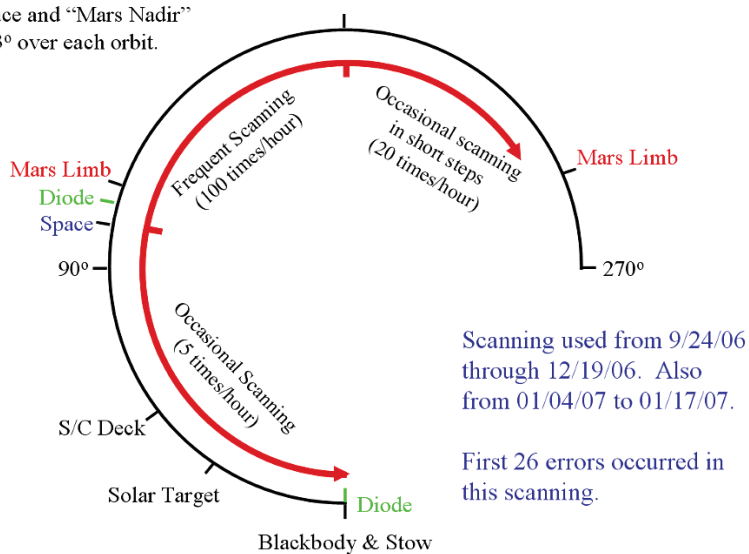 and “Mars Nadir”
over each orbit.
Frequent Scanning
(100 times/hour)
Occasional scanning
in short steps
(20 times/hour)
Mars Limb
Diode
Space
90º
Mars Limb
270º
Occasional Scanning
(5 times/hour)
S/C Deck
Solar Target
Diode
Blackbody & Stow
Scanning used from 9/24/06
through 12/19/06. Also
from 01/04/07 to 01/17/07.
First 26 errors occurred in
this scanning.